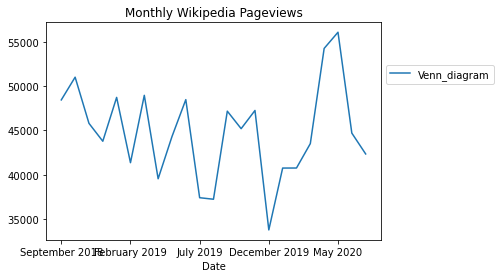 Monthly Wikipedia Pageviews
55000
50000
45000
40000
35000
Venn_diagram
September 2018 February 2019 July 2019 December 2019 May 2020
Date